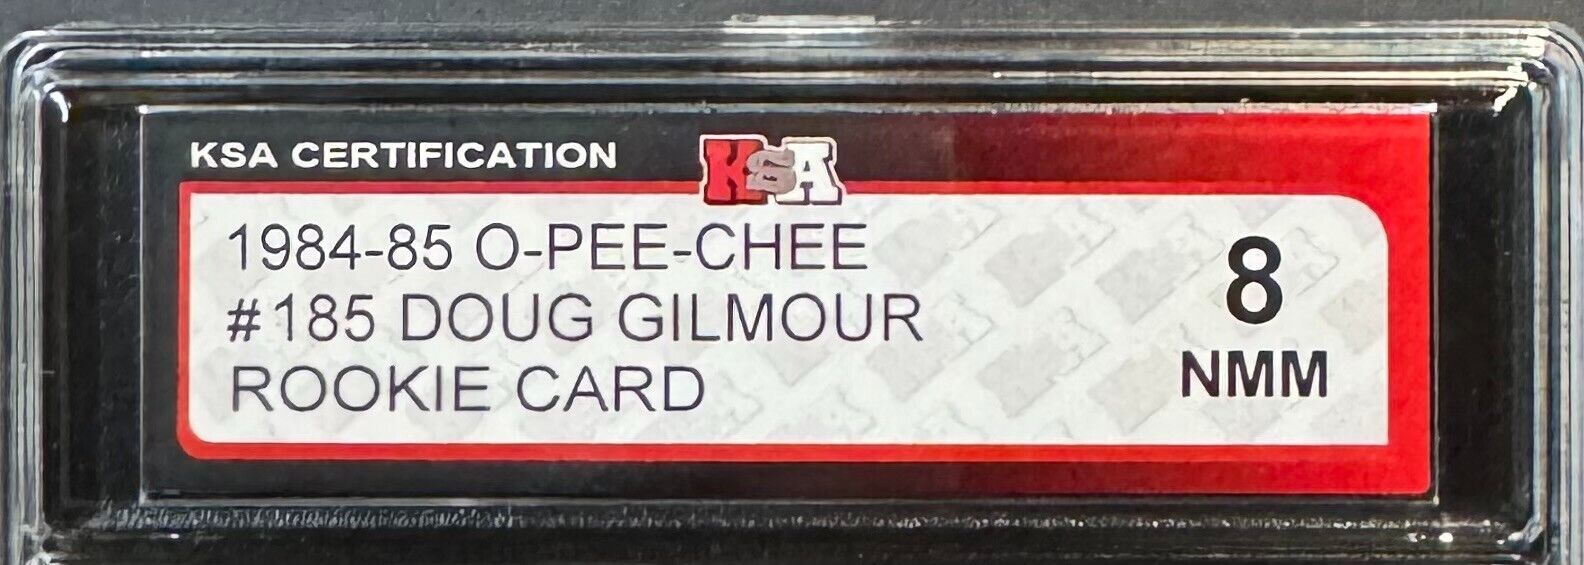 KSA CERTIFICATION KSA
1984-85 O-PEE-CHEE
#185 DOUG GILMOUR
ROOKIE CARD
8
NMM